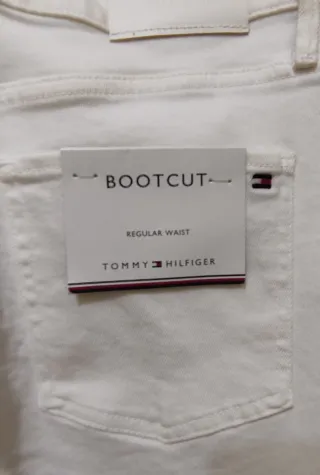 BOOTCUT
REGULAR WAIST
TOMMY HILFIGER